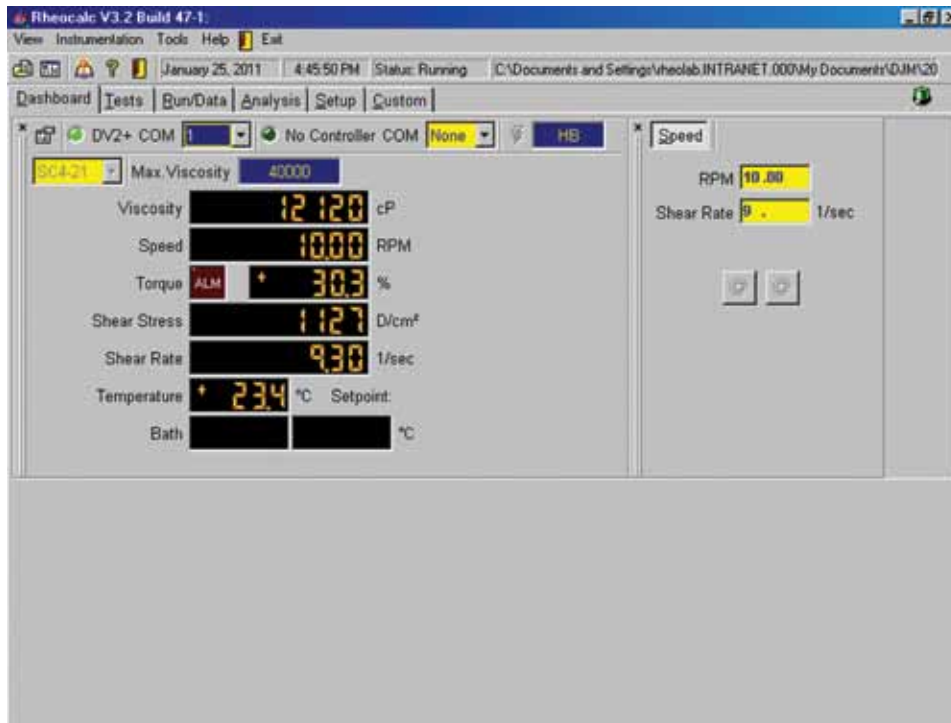 Rheocalc V3.2 Build 47-1:
View Instrumentation Tools Help Exit
January 25, 2011 4:45:50 PM Status: Running C:\Documents and Settings\rheolab.INTRANET.000\My Documents\DJM\20
Dashboard Tests Run/Data Analysis Setup Custom
DV2+ COM 1 No Controller COM None HB
Speed
SC4-21 Max. Viscosity 40000
RPM 10.00
Viscosity 12120 cP
Shear Rate 9 . 1/sec
Speed 10.00 RPM
Torque ALM + 30.3 %
Shear Stress 1127 D/cm²
Shear Rate 9.30 1/sec
Temperature + 23.4 °C Setpoint:
Bath °C